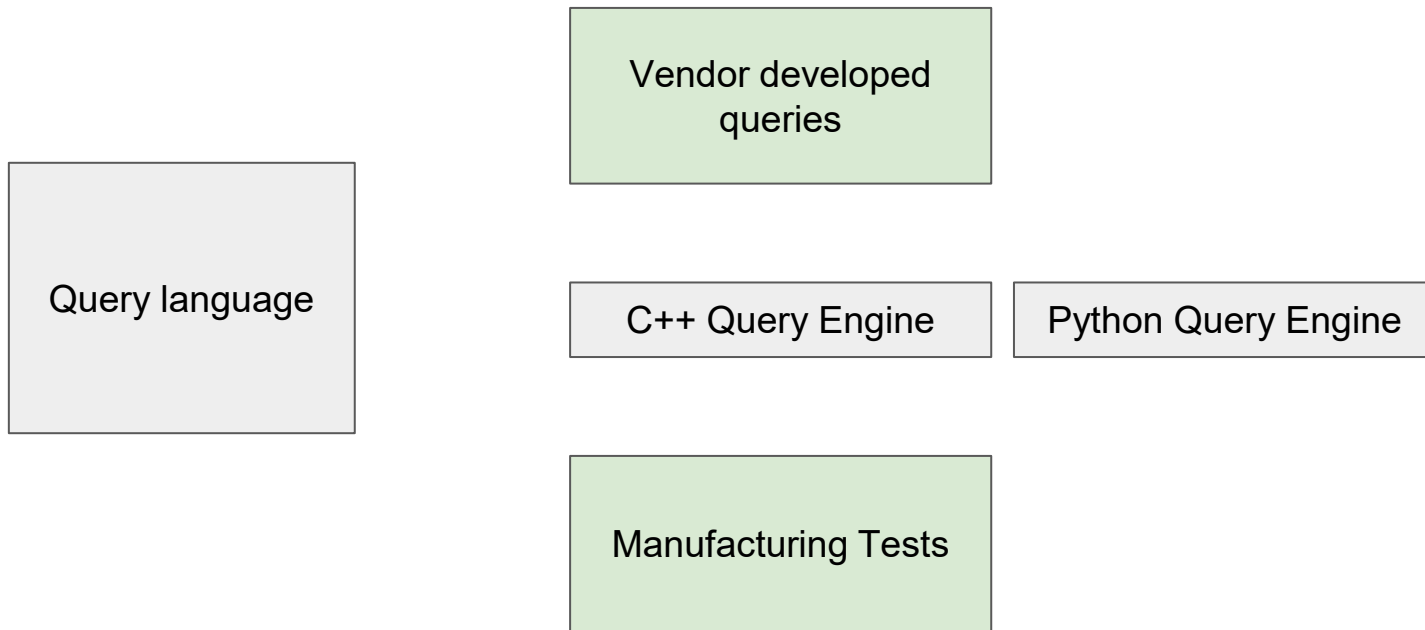 Vendor developed
queries
Query language
C++ Query Engine
Python Query Engine
Manufacturing Tests